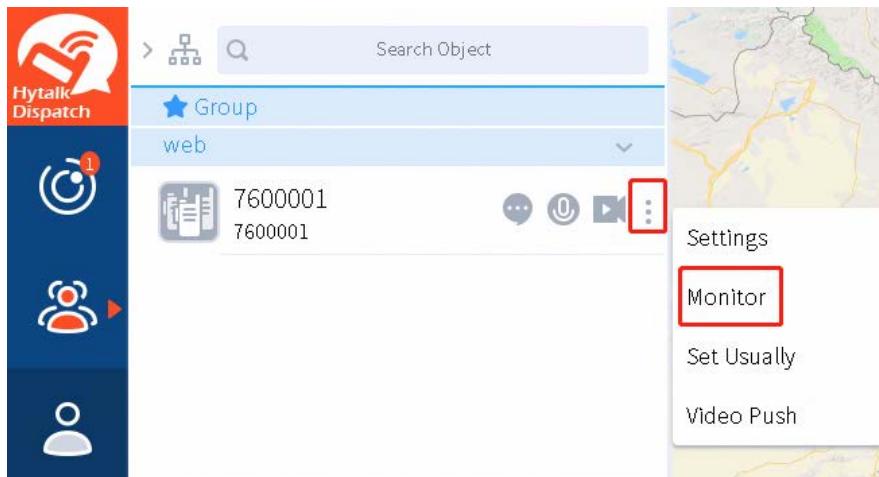 Hytalk
Dispatch
Search Object
Group
web
1
7600001
7600001
Settings
Monitor
Set Usually
Video Push